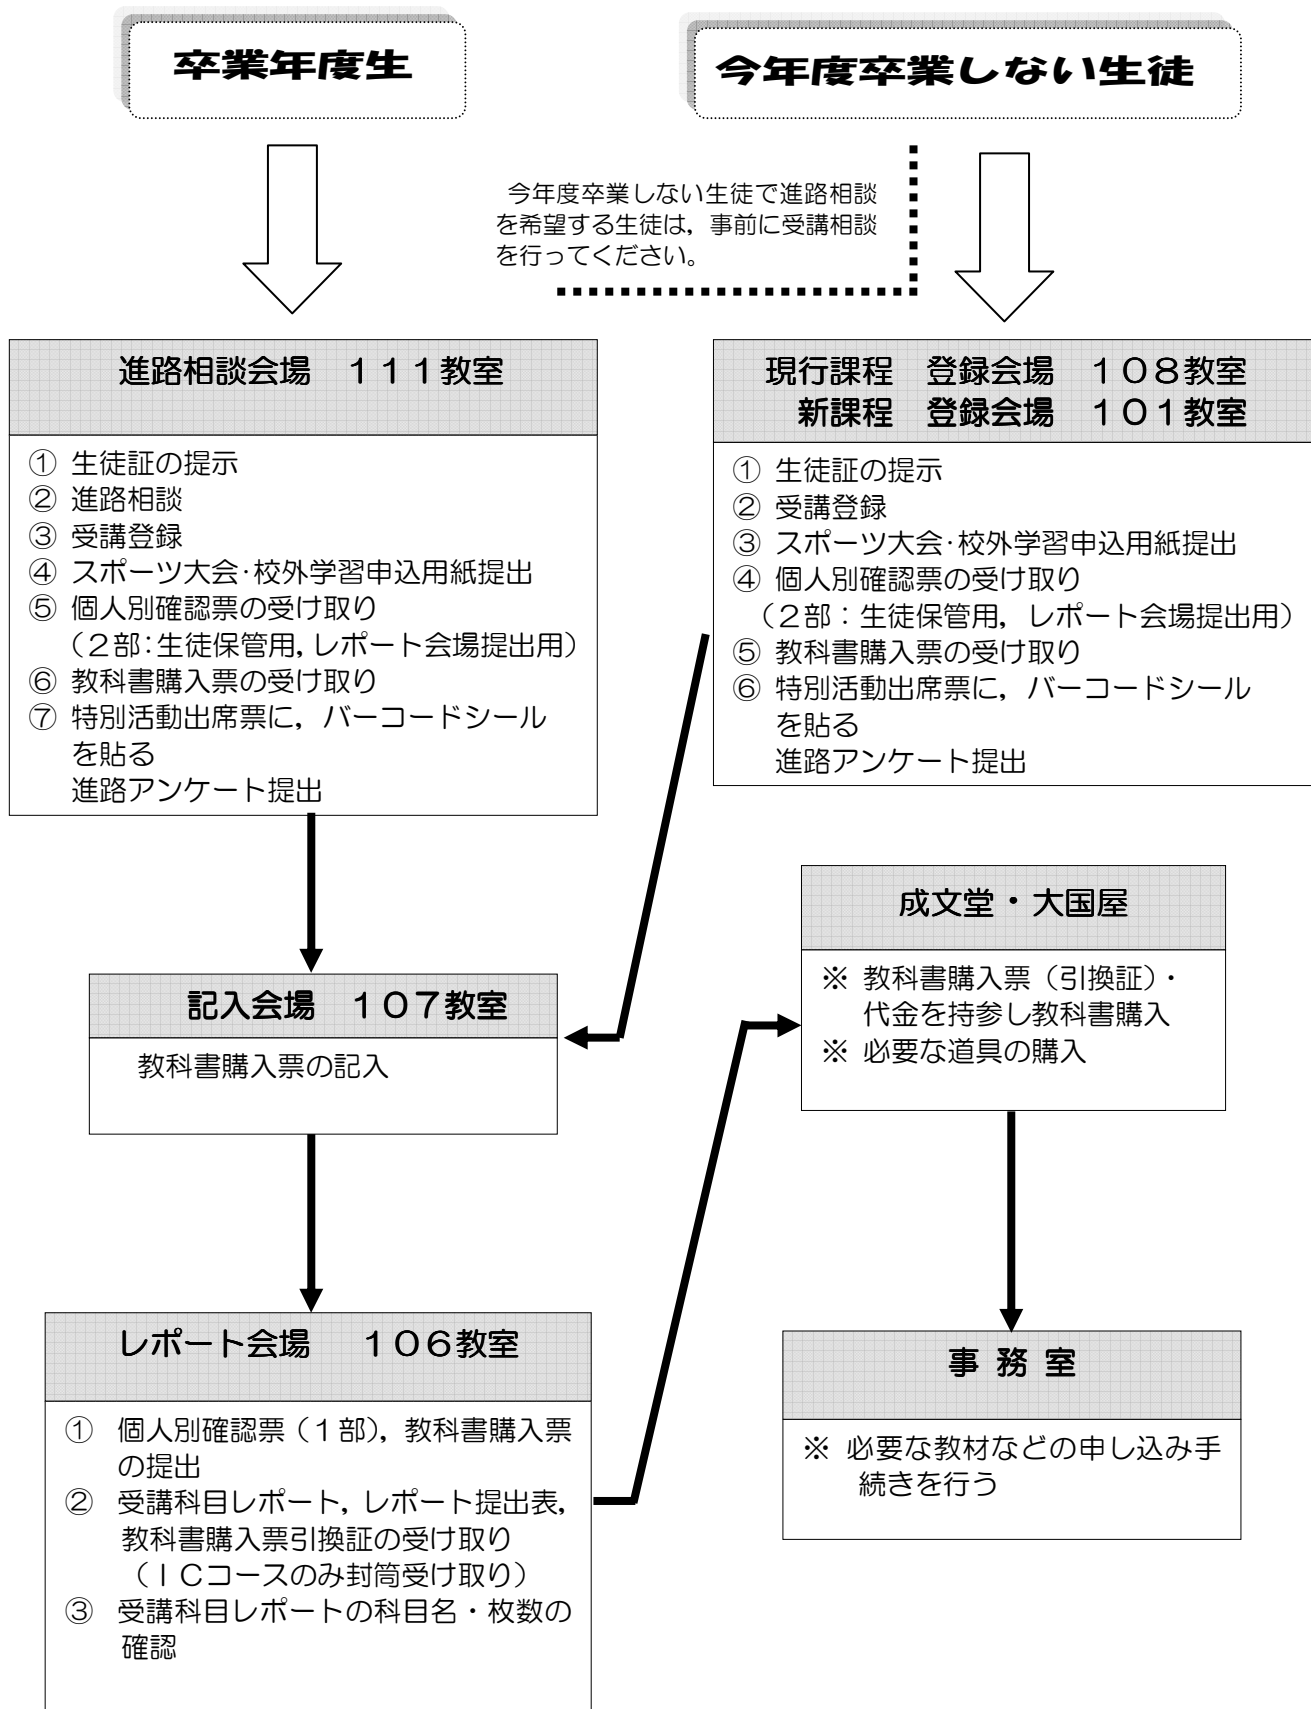 卒業年度生
今年度卒業しない生徒
今年度卒業しない生徒で進路相談
を希望する生徒は，事前に受講相談
を行ってください。
進路相談会場　１１１教室
① 生徒証の提示
② 進路相談
③ 受講登録
④ スポーツ大会･校外学習申込用紙提出
⑤ 個人別確認票の受け取り
（２部：生徒保管用，レポート会場提出用）
⑥ 教科書購入票の受け取り
⑦ 特別活動出席票に，バーコードシール
を貼る
進路アンケート提出
現行課程　登録会場　１０８教室
新課程　登録会場　１０１教室
① 生徒証の提示
② 受講登録
③ スポーツ大会･校外学習申込用紙提出
④ 個人別確認票の受け取り
（２部：生徒保管用，レポート会場提出用）
⑤ 教科書購入票の受け取り
⑥ 特別活動出席票に，バーコードシール
を貼る
進路アンケート提出
記入会場　１０７教室
教科書購入票の記入
成文堂・大国屋
※ 教科書購入票（引換証）・
代金を持参し教科書購入
※ 必要な道具の購入
レポート会場　１０６教室
① 個人別確認票（１部），教科書購入票
の提出
② 受講科目レポート，レポート提出表，
教科書購入票引換証の受け取り
（ＩＣコースのみ封筒受け取り）
③ 受講科目レポートの科目名・枚数の
確認
事 務 室
※ 必要な教材などの申し込み手
続きを行う